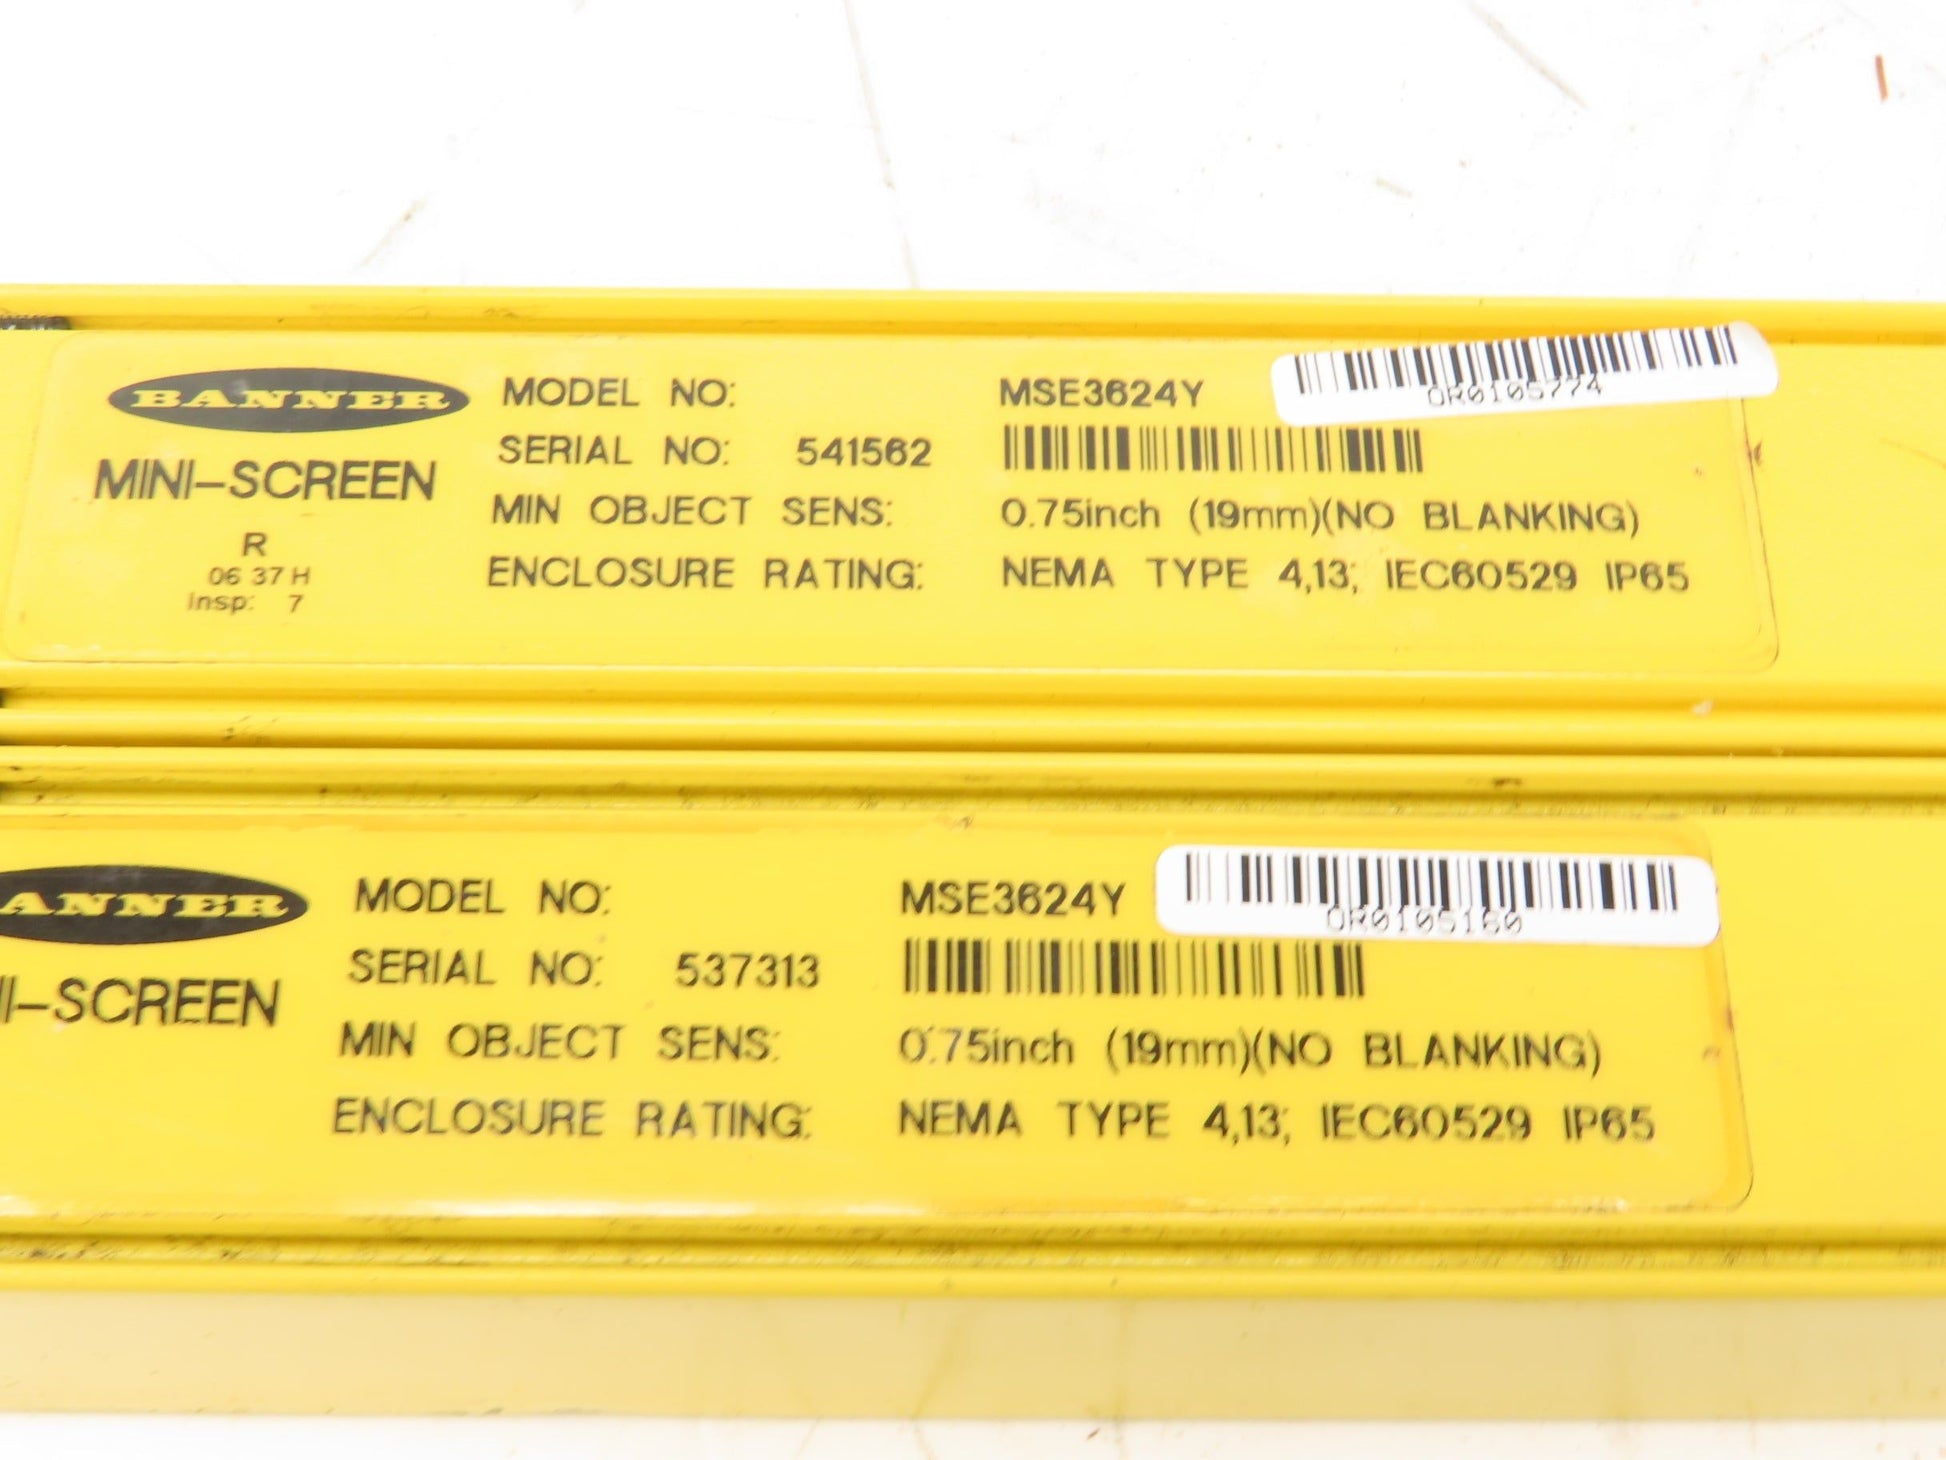 BANNER
MINI-SCREEN
R
06 37 H
Insp: 7
MODEL NO: MSE3624Y
SERIAL NO: 541562
MIN OBJECT SENS: 0.75inch (19mm)(NO BLANKING)
ENCLOSURE RATING: NEMA TYPE 4,13; IEC60529 IP65
OR0105774
ANNER
I-SCREEN
MODEL NO: MSE3624Y
SERIAL NO: 537313
MIN OBJECT SENS: 0.75inch (19mm)(NO BLANKING)
ENCLOSURE RATING: NEMA TYPE 4,13; IEC60529 IP65
OR0105160